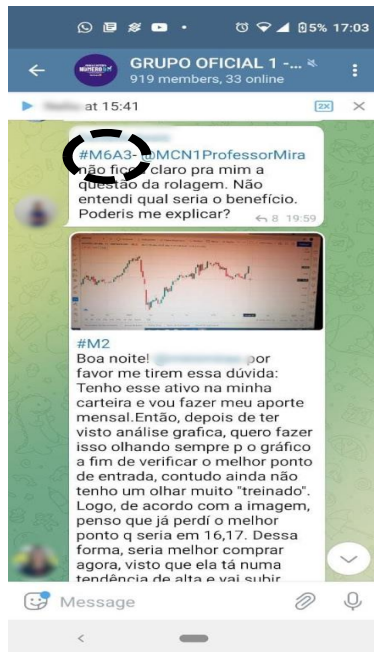 5% 17:03
GRUPO OFICIAL 1 -...
919 members, 33 online
at 15:41
2X
#M6A3- @MCN1ProfessorMira
não ficou claro pra mim a
questão da rolagem. Não
entendi qual seria o benefício.
Poderis me explicar?
8 19:59
#M2
Boa noite! por
favor me tirem essa dúvida:
Tenho esse ativo na minha
carteira e vou fazer meu aporte
mensal.Então, depois de ter
visto análise grafica, quero fazer
isso olhando sempre p o gráfico
a fim de verificar o melhor ponto
de entrada, contudo ainda não
tenho um olhar muito "treinado".
Logo, de acordo com a imagem,
penso que já perdí o melhor
ponto q seria em 16,17. Dessa
forma, seria melhor comprar
agora, visto que ela tá numa
tendência de alta e vai subir
Message